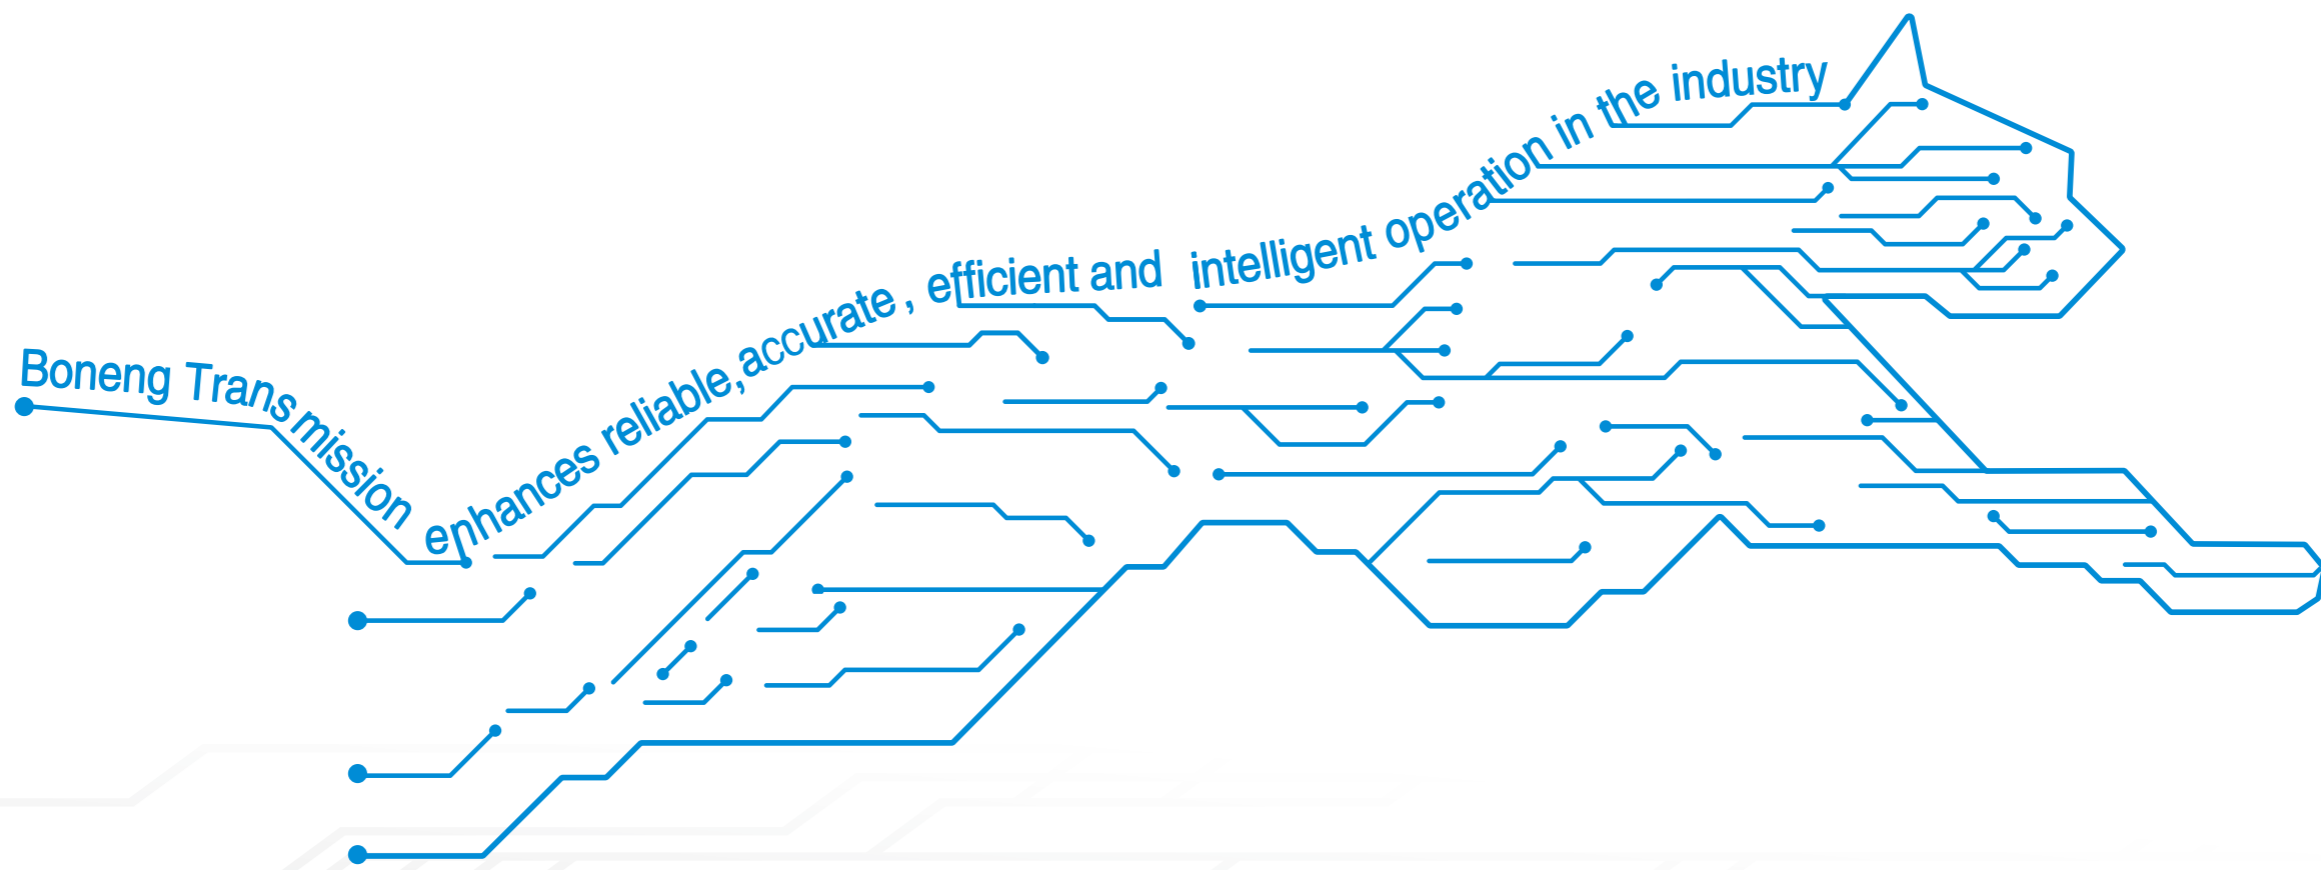 Boneng Transmission enhances reliable,accurate, efficient and intelligent operation in the industry